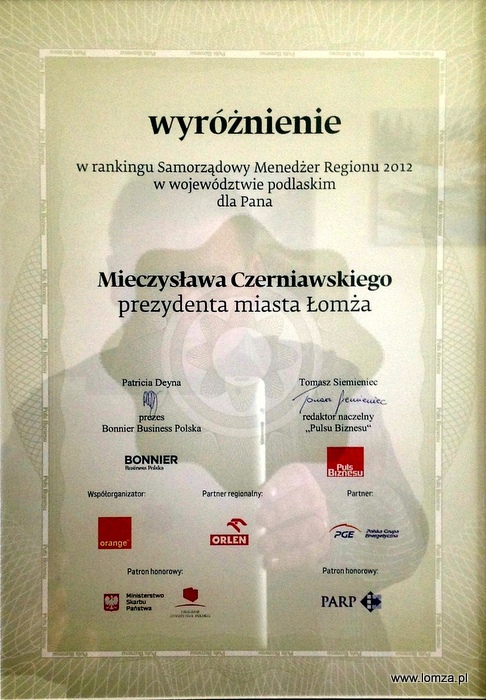 wyróżnienie
w rankingu Samorządowy Menedżer Regionu 2012
w województwie podlaskim
dla Pana
Mieczysława Czerniawskiego
prezydenta miasta Łomża
Patricia Deyna
prezes
Bonnier Business Polska
Tomasz Siemieniec
redaktor naczelny
„Pulsu Biznesu”
BONNIER
Business Polska
Puls
Biznesu
Współorganizator:
Partner regionalny:
Partner:
orange
ORLEN
PGE
Polska Grupa
Energetyczna
Patron honorowy:
Patron honorowy:
Ministerstwo
Skarbu
Państwa
PARP
www.lomza.pl